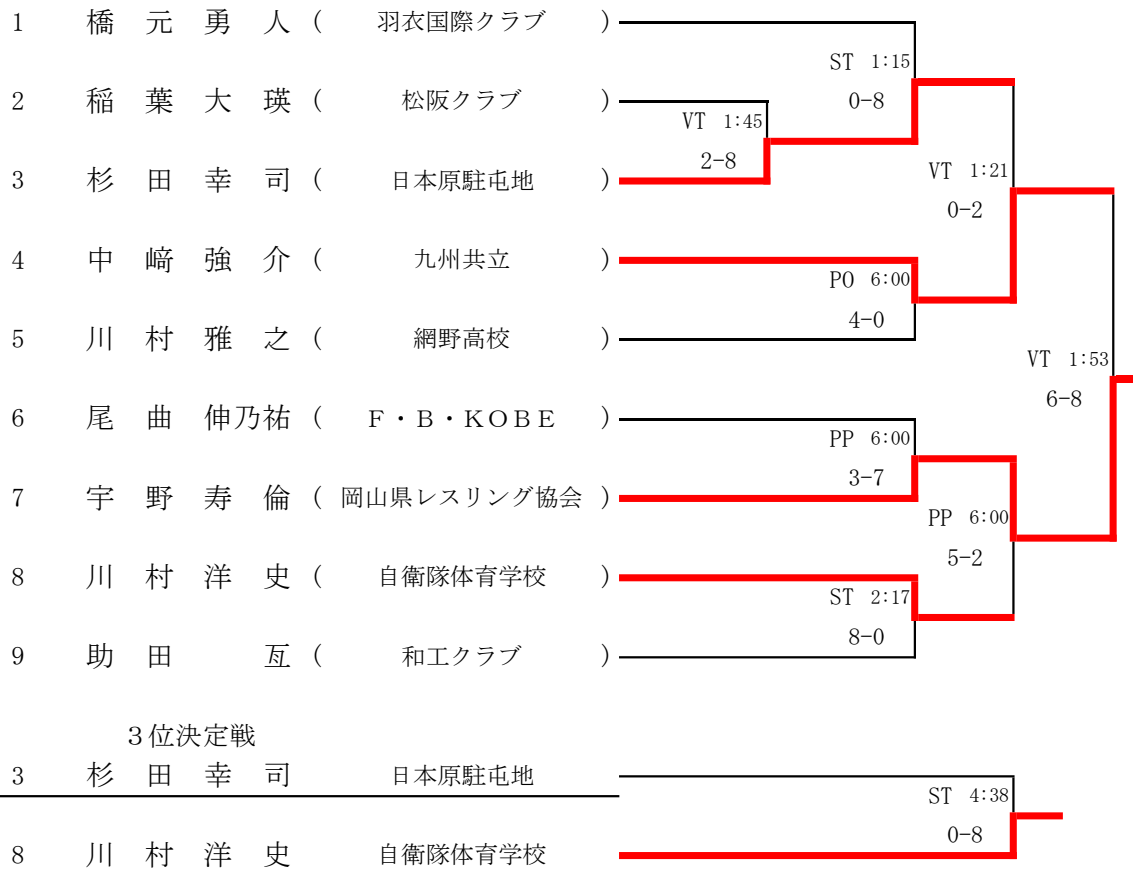 1 橋元勇人 ( 羽衣国際クラブ )
ST 1:15
2 稲葉大瑛 ( 松阪クラブ ) 0-8
VT 1:45
2-8
3 杉田幸司 ( 日本原駐屯地 ) VT 1:21
0-2
4 中﨑強介 ( 九州共立 )
PO 6:00
4-0
5 川村雅之 ( 網野高校 )
VT 1:53
6-8
6 尾曲伸乃祐 ( F・B・KOBE )
PP 6:00
3-7
7 宇野寿倫 ( 岡山県レスリング協会 )
PP 6:00
5-2
8 川村洋史 ( 自衛隊体育学校 )
ST 2:17
8-0
9 助田亙 ( 和工クラブ )
3位決定戦
3 杉田幸司 日本原駐屯地
ST 4:38
0-8
8 川村洋史 自衛隊体育学校